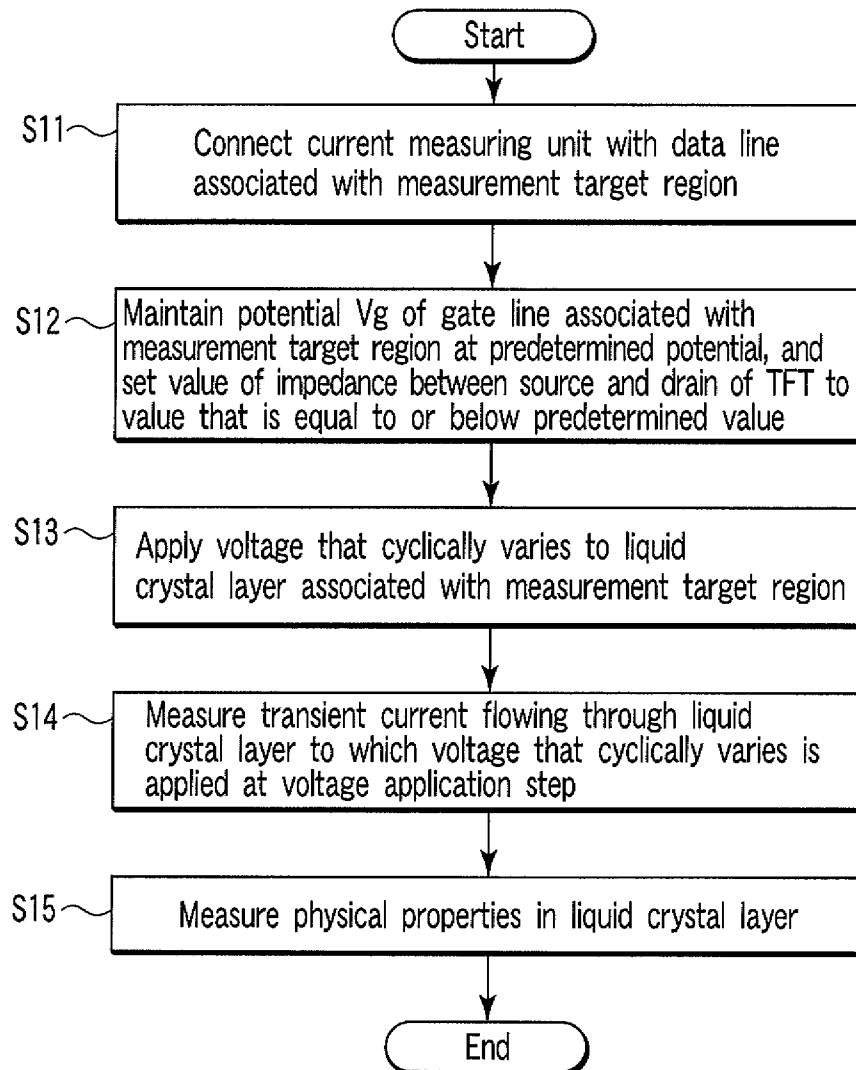 Start
S11
Connect current measuring unit with data line
associated with measurement target region
S12
Maintain potential Vg of gate line associated with
measurement target region at predetermined potential, and
set value of impedance between source and drain of TFT to
value that is equal to or below predetermined value
S13
Apply voltage that cyclically varies to liquid
crystal layer associated with measurement target region
S14
Measure transient current flowing through liquid
crystal layer to which voltage that cyclically varies is
applied at voltage application step
S15
Measure physical properties in liquid crystal layer
End